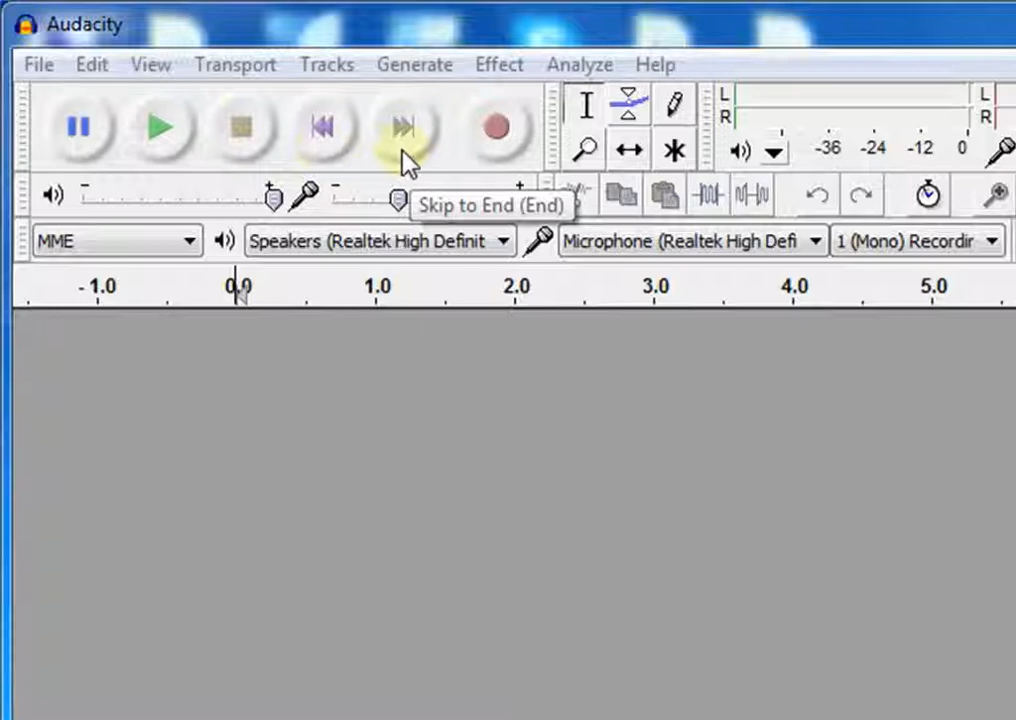 Audacity
File Edit View Transport Tracks Generate Effect Analyze Help
L L
R R
-36 -24 -12 0
- + - +
Skip to End (End)
MME Speakers (Realtek High Definit Microphone (Realtek High Defi 1 (Mono) Recordir
- 1.0 0.0 1.0 2.0 3.0 4.0 5.0